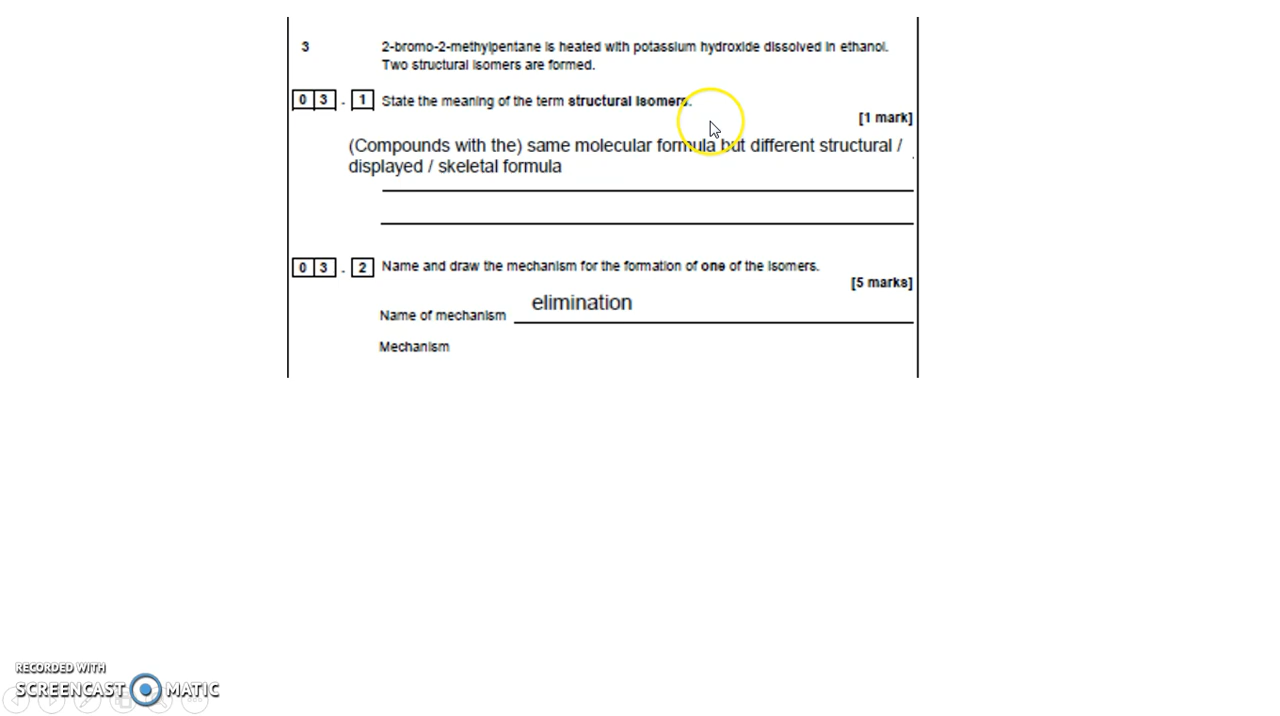 3 2-bromo-2-methylpentane is heated with potassium hydroxide dissolved in ethanol.
Two structural isomers are formed.
0 3 . 1 State the meaning of the term structural isomers.
[1 mark]
(Compounds with the) same molecular formula but different structural /
displayed / skeletal formula
0 3 . 2 Name and draw the mechanism for the formation of one of the isomers.
[5 marks]
Name of mechanism elimination
Mechanism
RECORDED WITH
SCREENCAST MATIC